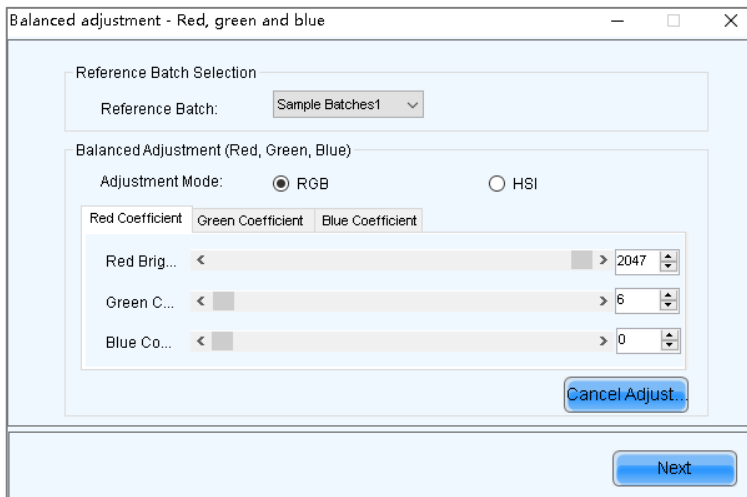 Balanced adjustment - Red, green and blue
Reference Batch Selection
Reference Batch: Sample Batches1
Balanced Adjustment (Red, Green, Blue)
Adjustment Mode: RGB HSI
Red Coefficient Green Coefficient Blue Coefficient
Red Brig... 2047
Green C... 6
Blue Co... 0
Cancel Adjust...
Next